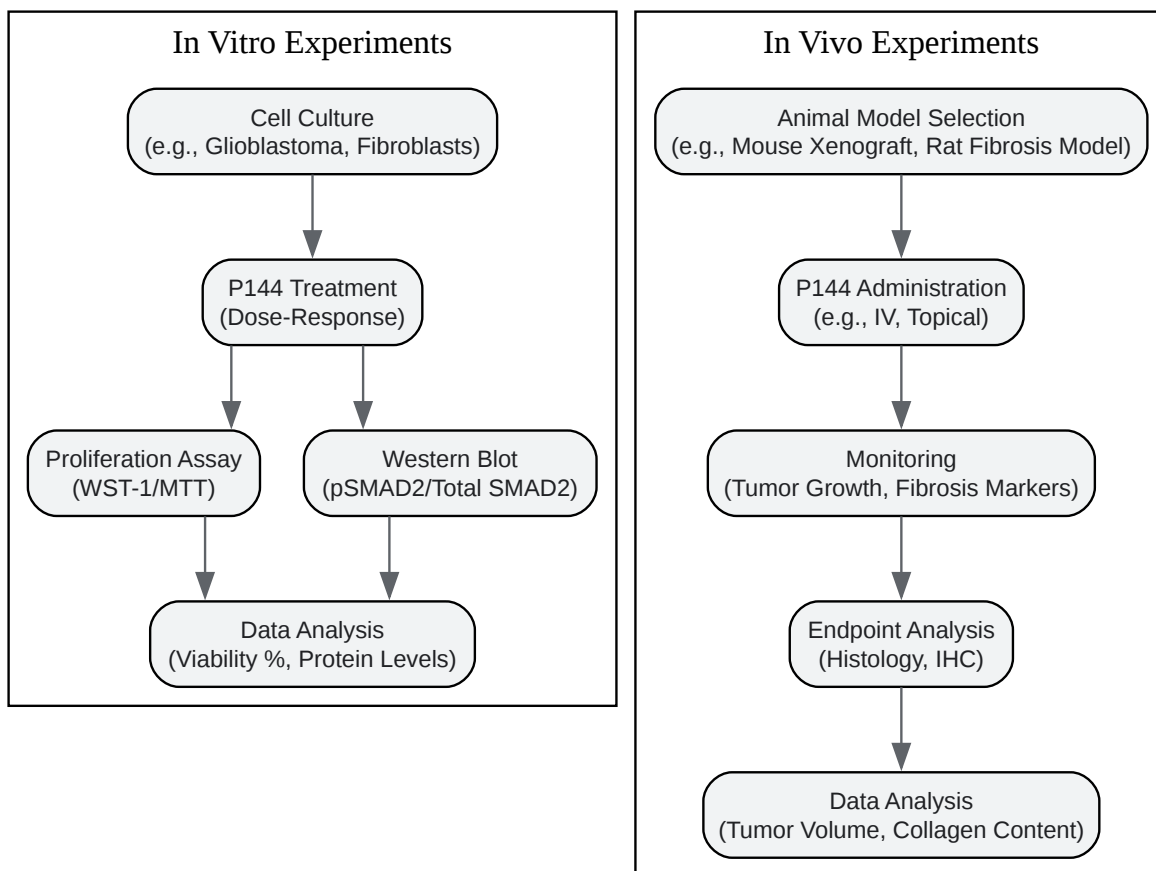 In Vitro Experiments
Cell Culture
(e.g., Glioblastoma, Fibroblasts)
P144 Treatment
(Dose-Response)
Proliferation Assay
(WST-1/MTT)
Western Blot
(pSMAD2/Total SMAD2)
Data Analysis
(Viability %, Protein Levels)
In Vivo Experiments
Animal Model Selection
(e.g., Mouse Xenograft, Rat Fibrosis Model)
P144 Administration
(e.g., IV, Topical)
Monitoring
(Tumor Growth, Fibrosis Markers)
Endpoint Analysis
(Histology, IHC)
Data Analysis
(Tumor Volume, Collagen Content)